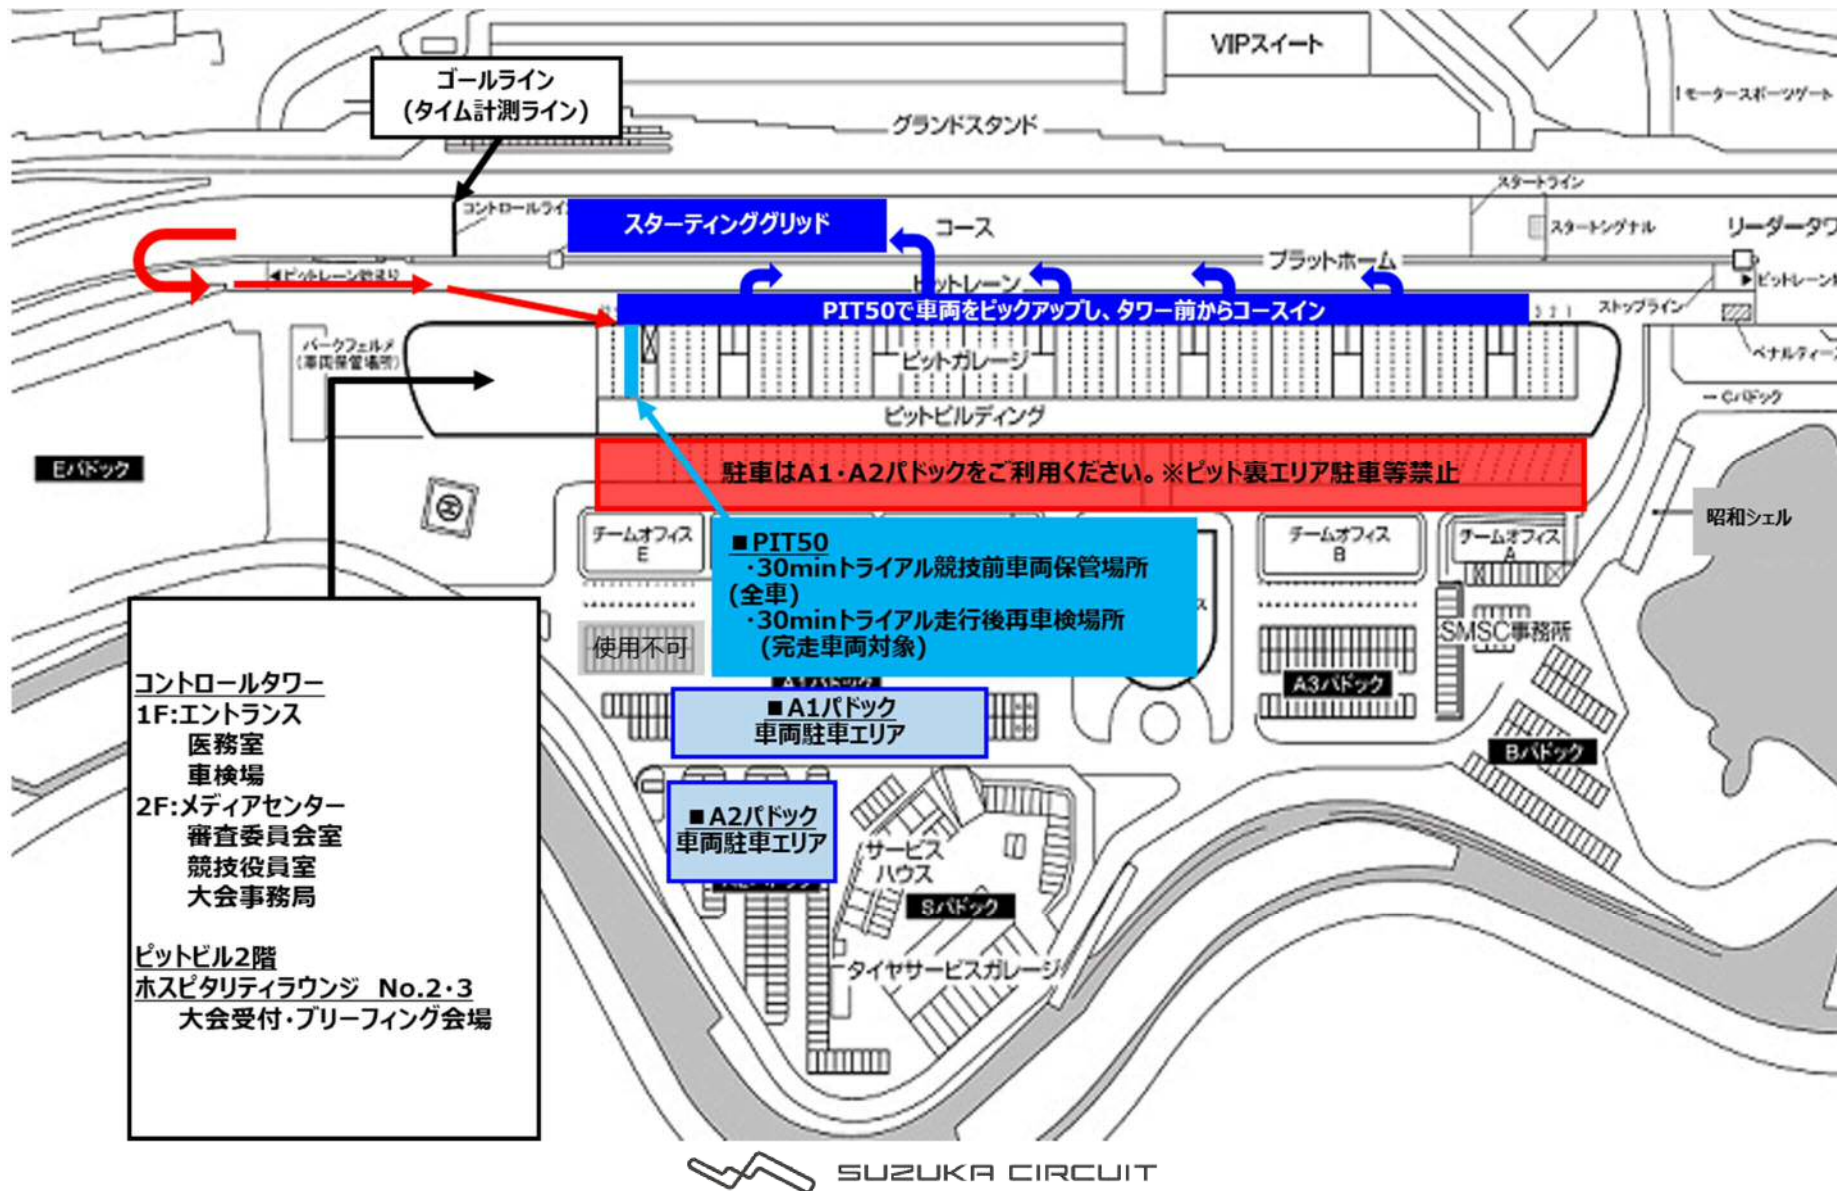 VIPスイート
ゴールライン
(タイム計測ライン)
モータースポーツゲート
グランドスタンド
スタートライン
コントロールライ
スターティンググリッド
コース
スタートシグナル
リーダータワ
プラットホーム
◀ピットレーン始まり
ピットレーン
▶ピットレーン
PIT50で車両をピックアップし、タワー前からコースイン
3 2 1
ストップライン
パークフェルメ
(車両保管場所)
ピットガレージ
ペナルティー
Cパドック
ピットビルディング
Eパドック
駐車はA1・A2パドックをご利用ください。※ピット裏エリア駐車等禁止
昭和シェル
チームオフィス
E
チームオフィス
B
チームオフィス
A
■PIT50
・30minトライアル競技前車両保管場所
(全車)
・30minトライアル走行後再車検場所
(完走車両対象)
ス
使用不可
SMSC事務所
A1パドック
A3パドック
■A1パドック
車両駐車エリア
Bパドック
■A2パドック
車両駐車エリア
サービス
ハウス
Sパドック
タイヤサービスガレージ
コントロールタワー
1F:エントランス
医務室
車検場
2F:メディアセンター
審査委員会室
競技役員室
大会事務局
ピットビル2階
ホスピタリティラウンジ No.2・3
大会受付・ブリーフィング会場
SUZUKA CIRCUIT